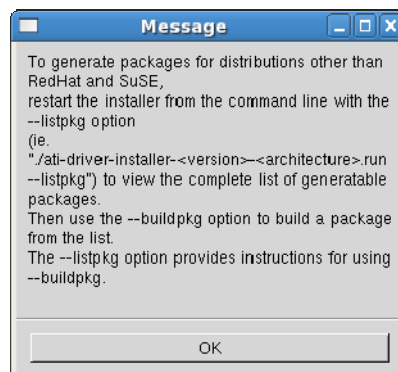 Message
To generate packages for distributions other than
RedHat and SuSE,
restart the installer from the command line with the
--listpkg option
(ie.
"./ati-driver-installer-<version>-<architecture>.run
--listpkg") to view the complete list of generatable
packages.
Then use the --buildpkg option to build a package
from the list.
The --listpkg option provides instructions for using
--buildpkg.
OK